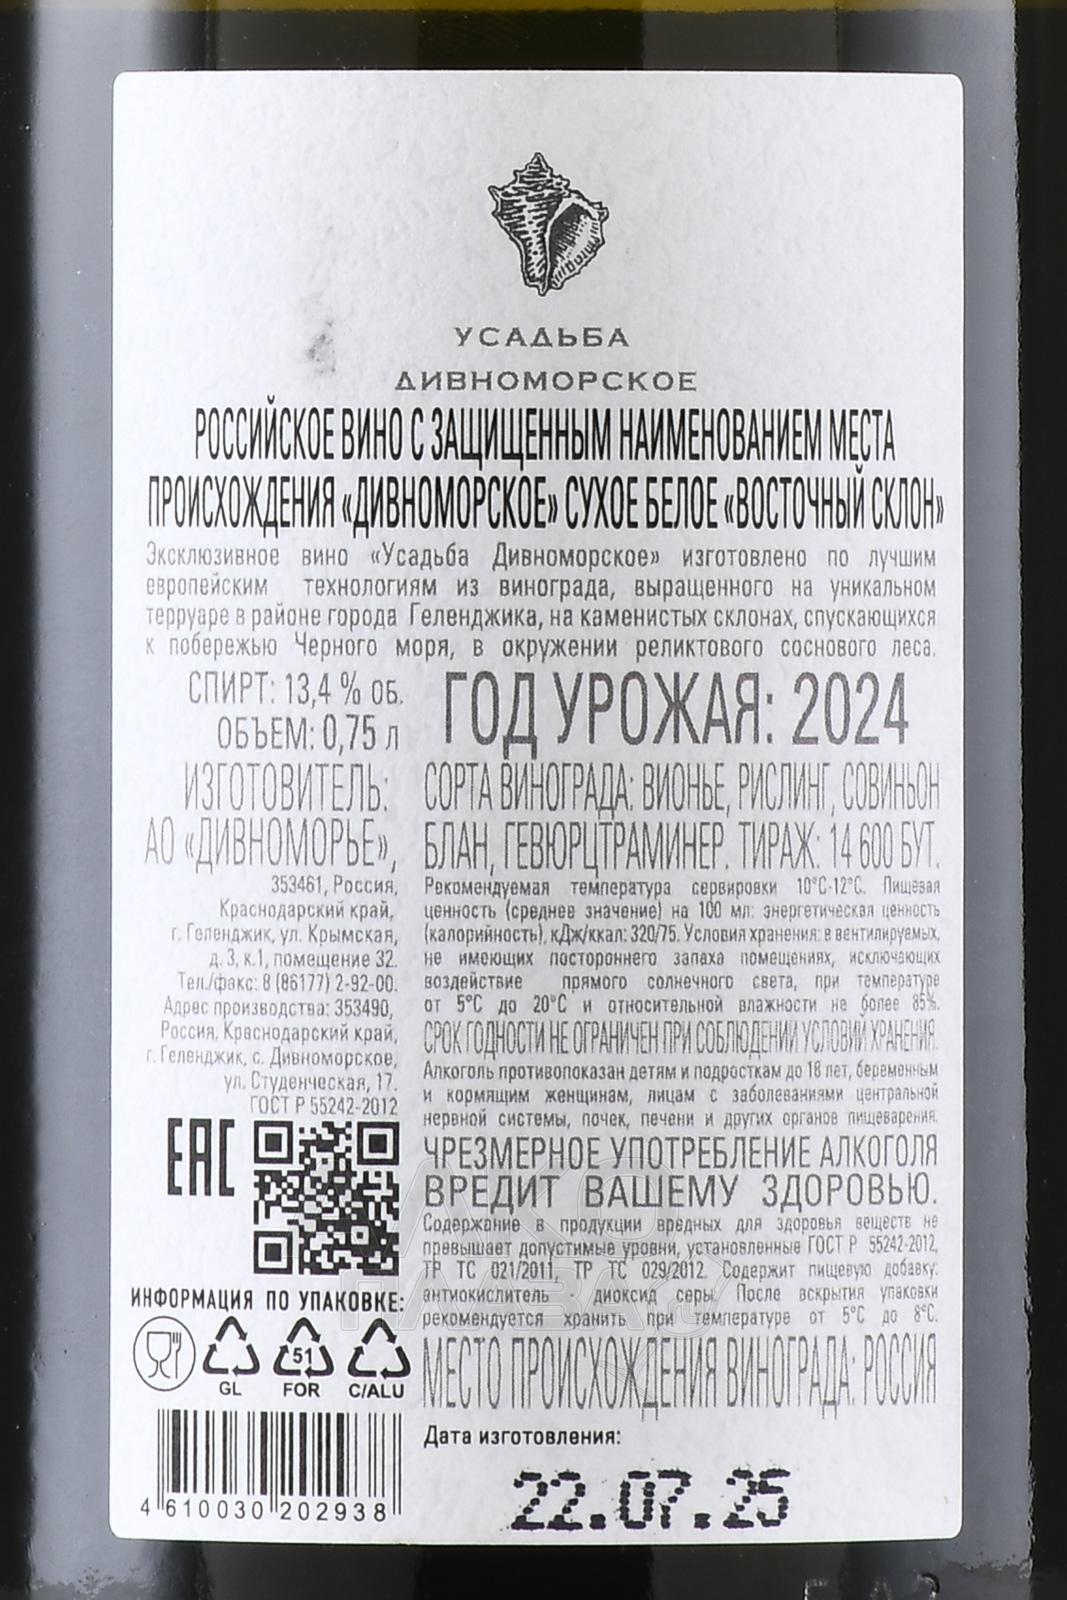 УСАДЬБА
ДИВНОМОРСКОЕ
РОССИЙСКОЕ ВИНО С ЗАЩИЩЕННЫМ НАИМЕНОВАНИЕМ МЕСТА
ПРОИСХОЖДЕНИЯ «ДИВНОМОРСКОЕ» СУХОЕ БЕЛОЕ «ВОСТОЧНЫЙ СКЛОН»
Эксклюзивное вино «Усадьба Дивноморское» изготовлено по лучшим
европейским технологиям из винограда, выращенного на уникальном
терруаре в районе города Геленджика, на каменистых склонах, спускающихся
к побережью Черного моря, в окружении реликтового соснового леса.
СПИРТ: 13,4 % ОБ.
ОБЪЕМ: 0,75 л
ИЗГОТОВИТЕЛЬ:
АО «ДИВНОМОРЬЕ»,
353461, Россия,
Краснодарский край,
г. Геленджик, ул. Крымская,
д. 3, к.1, помещение 32.
Тел./факс: 8 (86177) 2-92-00.
Адрес производства: 353490,
Россия, Краснодарский край,
г. Геленджик, с. Дивноморское,
ул. Студенческая, 17.
ГОСТ Р 55242-2012
EAC
ИНФОРМАЦИЯ ПО УПАКОВКЕ:
51
GL FOR C/ALU
4 610030 202938
ГОД УРОЖАЯ: 2024
СОРТА ВИНОГРАДА: ВИОНЬЕ, РИСЛИНГ, СОВИНЬОН
БЛАН, ГЕВЮРЦТРАМИНЕР. ТИРАЖ: 14 600 БУТ.
Рекомендуемая температура сервировки 10°С-12°С. Пищевая
ценность (среднее значение) на 100 мл: энергетическая ценность
(калорийность), кДж/ккал: 320/75. Условия хранения: в вентилируемых,
не имеющих постороннего запаха помещениях, исключающих
воздействие прямого солнечного света, при температуре
от 5°С до 20°С и относительной влажности не более 85%.
СРОК ГОДНОСТИ НЕ ОГРАНИЧЕН ПРИ СОБЛЮДЕНИИ УСЛОВИЙ ХРАНЕНИЯ.
Алкоголь противопоказан детям и подросткам до 18 лет, беременным
и кормящим женщинам, лицам с заболеваниями центральной
нервной системы, почек, печени и других органов пищеварения.
ЧРЕЗМЕРНОЕ УПОТРЕБЛЕНИЕ АЛКОГОЛЯ
ВРЕДИТ ВАШЕМУ ЗДОРОВЬЮ.
Содержание в продукции вредных для здоровья веществ не
превышает допустимые уровни, установленные ГОСТ Р 55242-2012,
ТР ТС 021/2011, ТР ТС 029/2012. Содержит пищевую добавку:
антиокислитель - диоксид серы. После вскрытия упаковки
рекомендуется хранить при температуре от 5°С до 8°С.
МЕСТО ПРОИСХОЖДЕНИЯ ВИНОГРАДА: РОССИЯ
Дата изготовления:
22.07.25